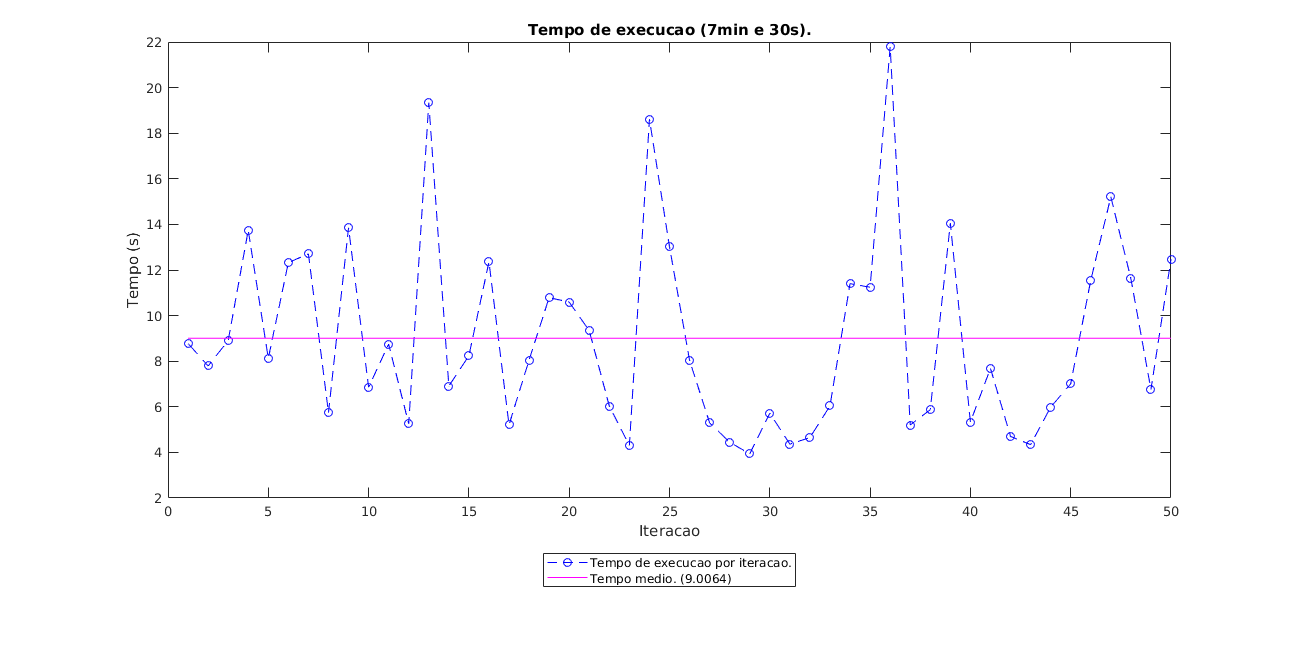 Tempo de execucao (7min e 30s).
22
20
18
16
14
12
10
8
6
4
2
Tempo (s)
0 5 10 15 20 25 30 35 40 45 50
Iteracao
Tempo de execucao por iteracao.
Tempo medio. (9.0064)